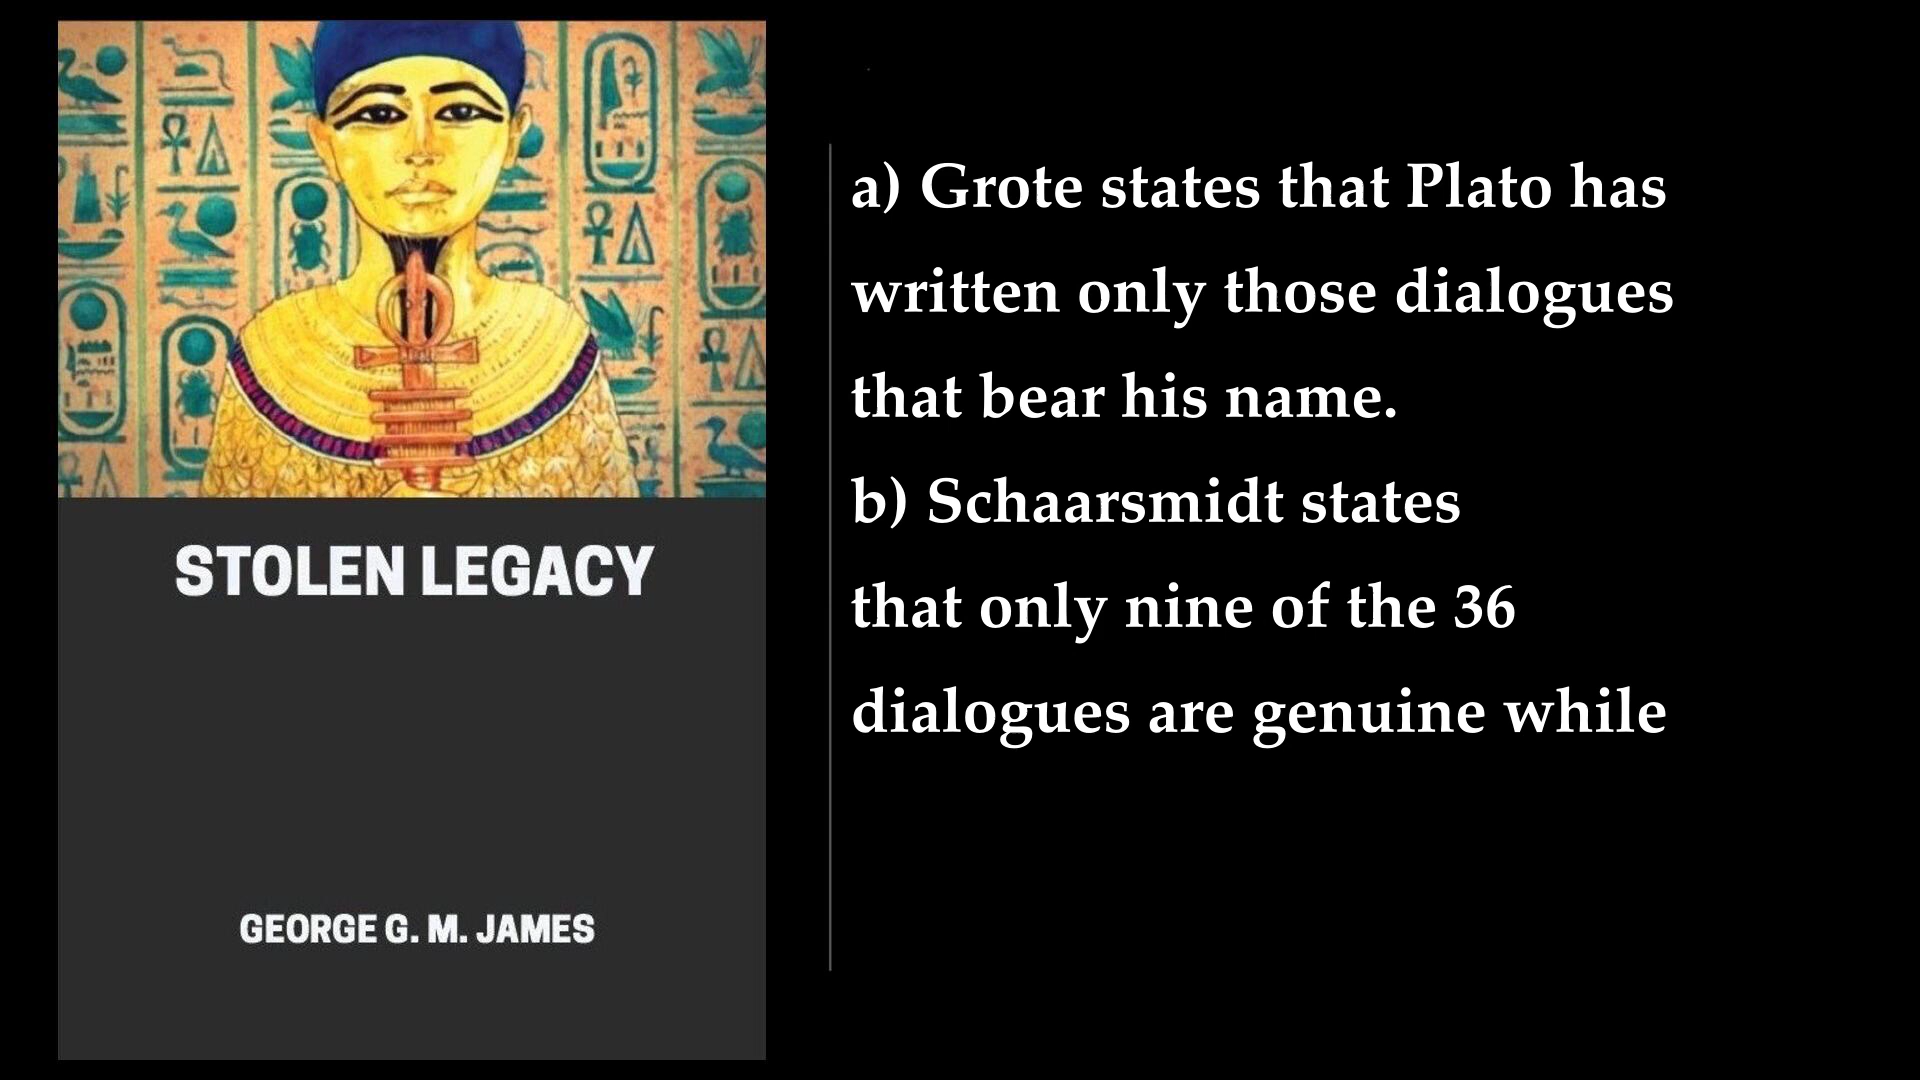 STOLEN LEGACY
GEORGE G. M. JAMES
a) Grote states that Plato has
written only those dialogues
that bear his name.
b) Schaarsmidt states
that only nine of the 36
dialogues are genuine while